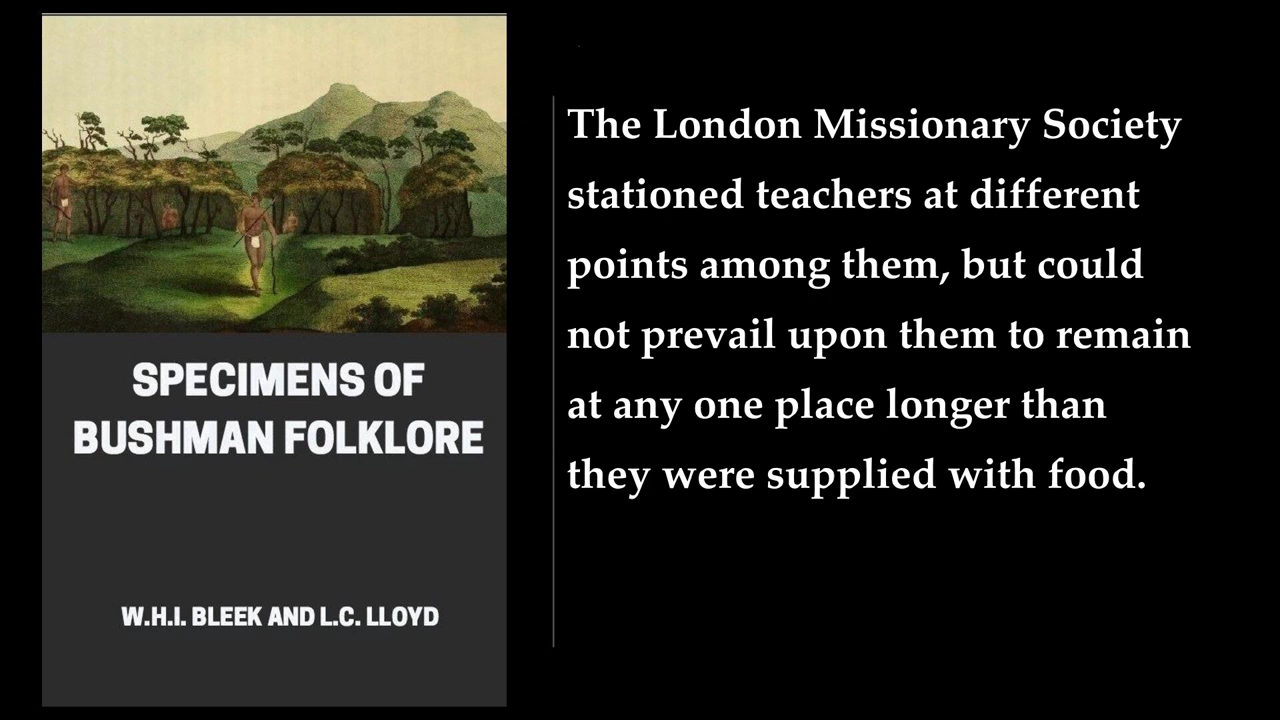 SPECIMENS OF
BUSHMAN FOLKLORE
W.H.I. BLEEK AND L.C. LLOYD
The London Missionary Society
stationed teachers at different
points among them, but could
not prevail upon them to remain
at any one place longer than
they were supplied with food.